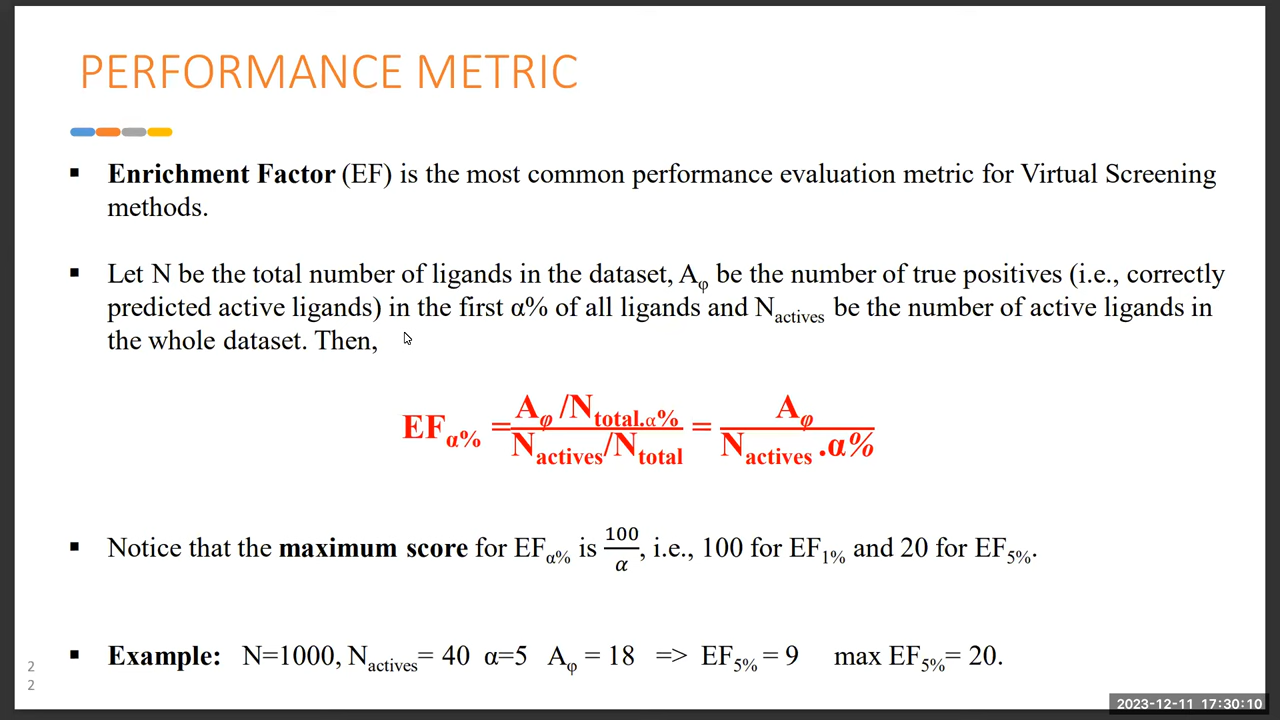 PERFORMANCE METRIC
▪ Enrichment Factor (EF) is the most common performance evaluation metric for Virtual Screening
methods.
▪ Let N be the total number of ligands in the dataset, Aφ be the number of true positives (i.e., correctly
predicted active ligands) in the first α% of all ligands and Nactives be the number of active ligands in
the whole dataset. Then,
EFα% = Aφ /Ntotal.α% / Nactives/Ntotal = Aφ / Nactives .α%
▪ Notice that the maximum score for EFα% is 100/α, i.e., 100 for EF1% and 20 for EF5%.
▪ Example: N=1000, Nactives= 40 α=5 Aφ = 18 => EF5% = 9 max EF5%= 20.
2
2
2023-12-11 17:30:10